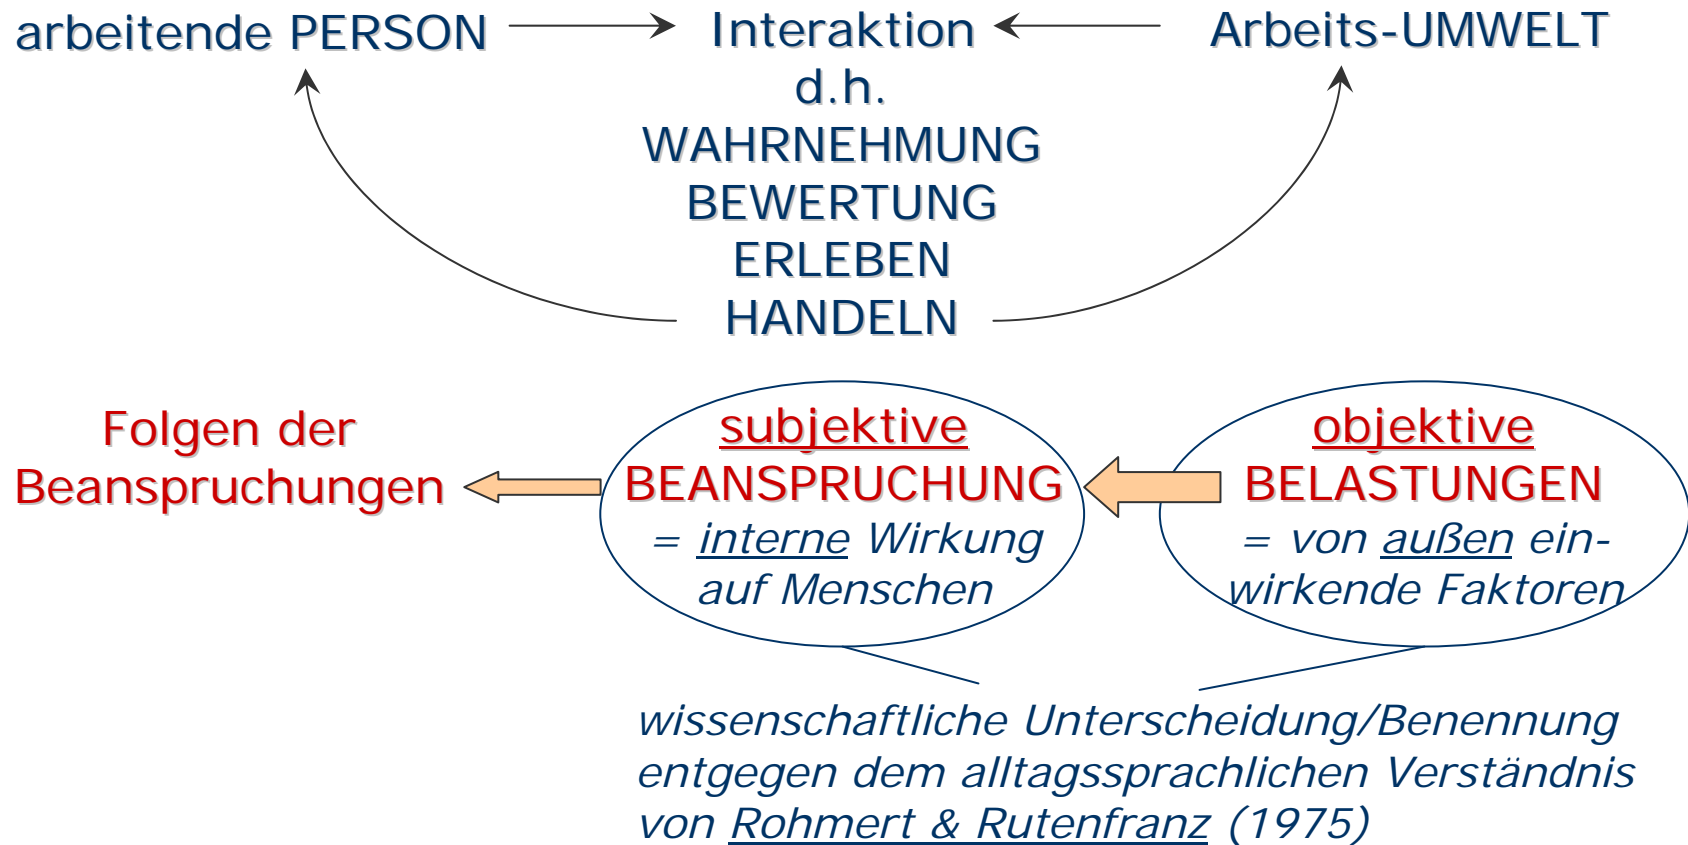 arbeitende PERSON
Interaktion
d.h.
WAHRNEHMUNG
BEWERTUNG
ERLEBEN
HANDELN
Arbeits-UMWELT
Folgen der
Beanspruchungen
subjektive
BEANSPRUCHUNG
= interne Wirkung
auf Menschen
objektive
BELASTUNGEN
= von außen ein-
wirkende Faktoren
wissenschaftliche Unterscheidung/Benennung
entgegen dem alltagssprachlichen Verständnis
von Rohmert & Rutenfranz (1975)